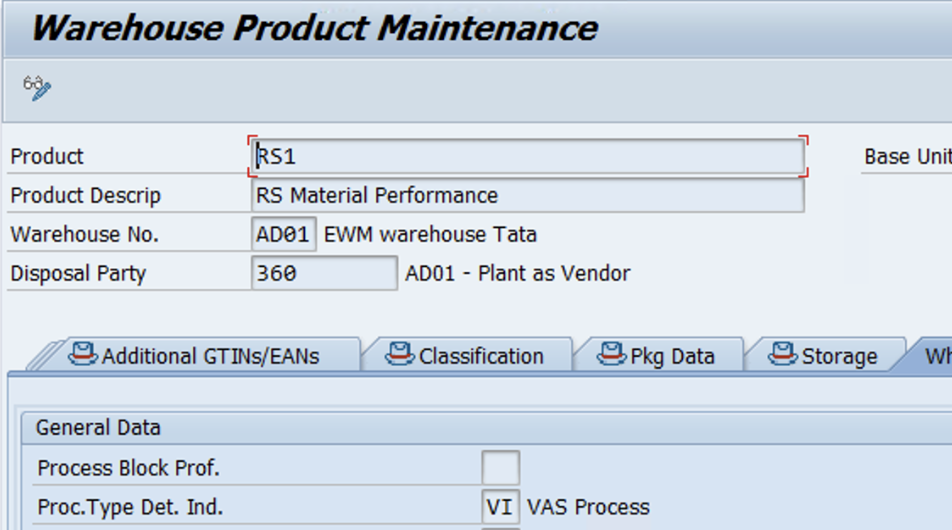 Warehouse Product Maintenance
Product RS1 Base Unit
Product Descrip RS Material Performance
Warehouse No. AD01 EWM warehouse Tata
Disposal Party 360 AD01 - Plant as Vendor
Additional GTINs/EANs Classification Pkg Data Storage Wh
General Data
Process Block Prof.
Proc.Type Det. Ind. VI VAS Process